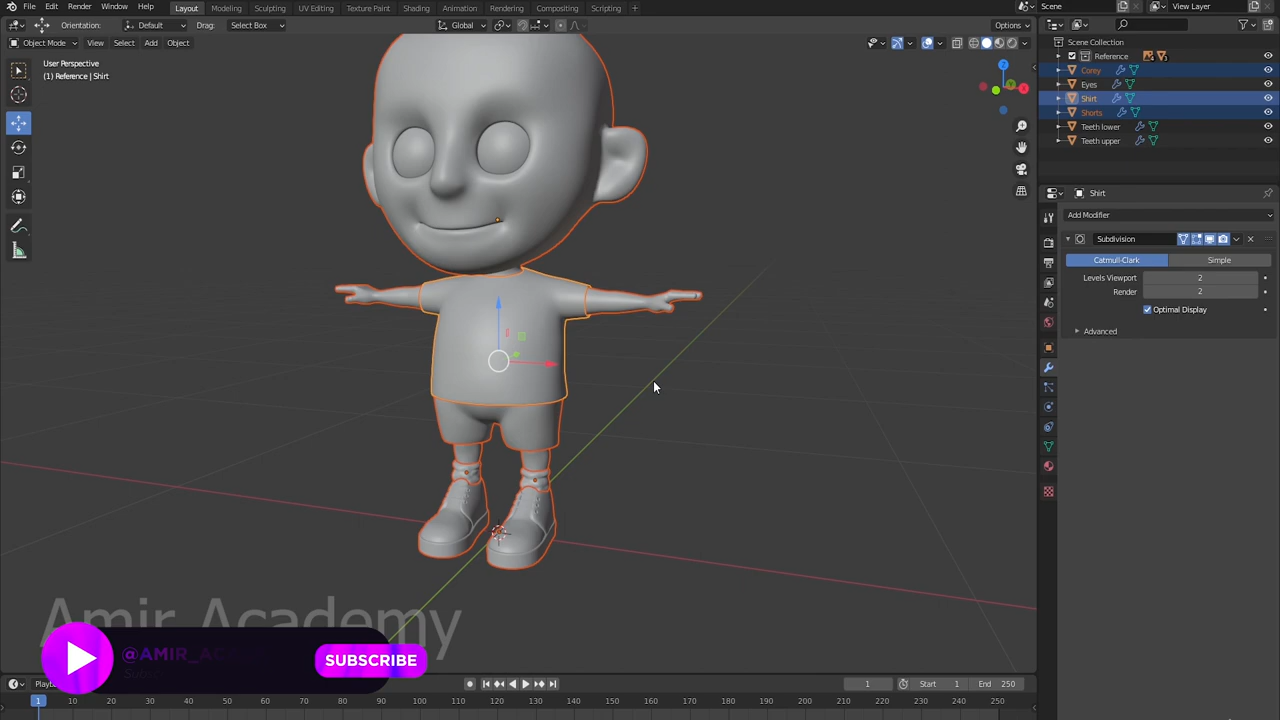 File Edit Render Window Help Layout Modeling Sculpting UV Editing Texture Paint Shading Animation Rendering Compositing Scripting Scene View Layer
Orientation: Default Drag: Select Box Global Options
Object Mode View Select Add Object
User Perspective
(1) Reference | Shirt
Z
X
Y
Scene Collection
Reference
Corey
Eyes
Shirt
Shorts
Teeth lower
Teeth upper
Shirt
Add Modifier
Subdivision
Catmull-Clark Simple
Levels Viewport 2
Render 2
Optimal Display
Advanced
Amir Academy
SUBSCRIBE
1 Start 1 End 250
1 10 20 30 40 50 60 70 80 90 100 110 120 130 140 150 160 170 180 190 200 210 220 230 240 250